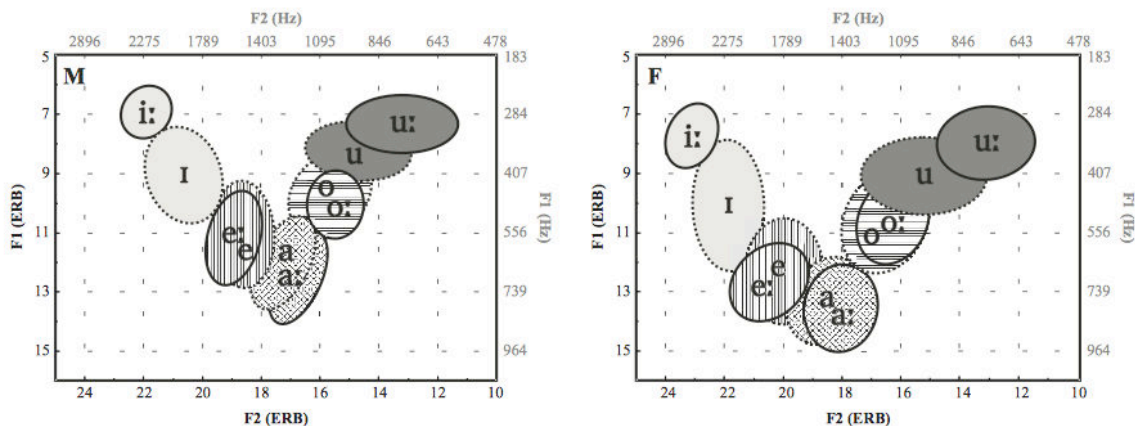 F2 (Hz)
2896 2275 1789 1403 1095 846 643 478
5 183
M
7 284
9 407
11 556
13 739
15 964
F1 (ERB)
F1 (Hz)
iː
ɪ
eː
e
a
aː
o
oː
u
uː
24 22 20 18 16 14 12 10
F2 (ERB)
F2 (Hz)
2896 2275 1789 1403 1095 846 643 478
5 183
F
7 284
9 407
11 556
13 739
15 964
F1 (ERB)
F1 (Hz)
iː
ɪ
e
eː
a
aː
o
oː
u
uː
24 22 20 18 16 14 12 10
F2 (ERB)